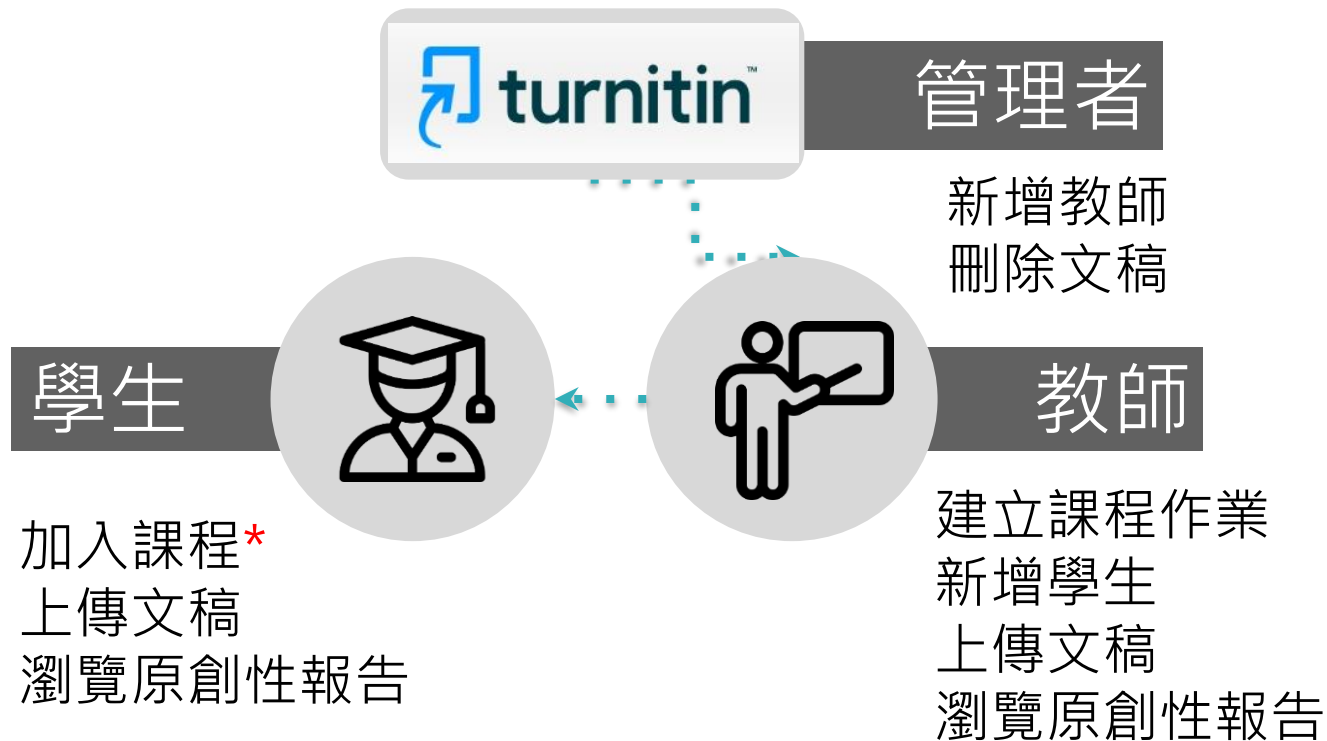 turnitin™
管理者
新增教師
刪除文稿
學生
加入課程*
上傳文稿
瀏覽原創性報告
教師
建立課程作業
新增學生
上傳文稿
瀏覽原創性報告